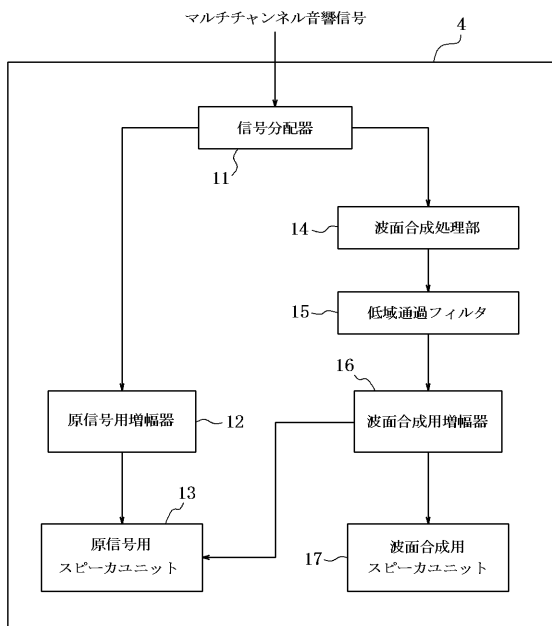 マルチチャンネル音響信号
4
信号分配器
11
14
波面合成処理部
15
低域通過フィルタ
16
原信号用増幅器
12
波面合成用増幅器
13
原信号用
スピーカユニット
17
波面合成用
スピーカユニット